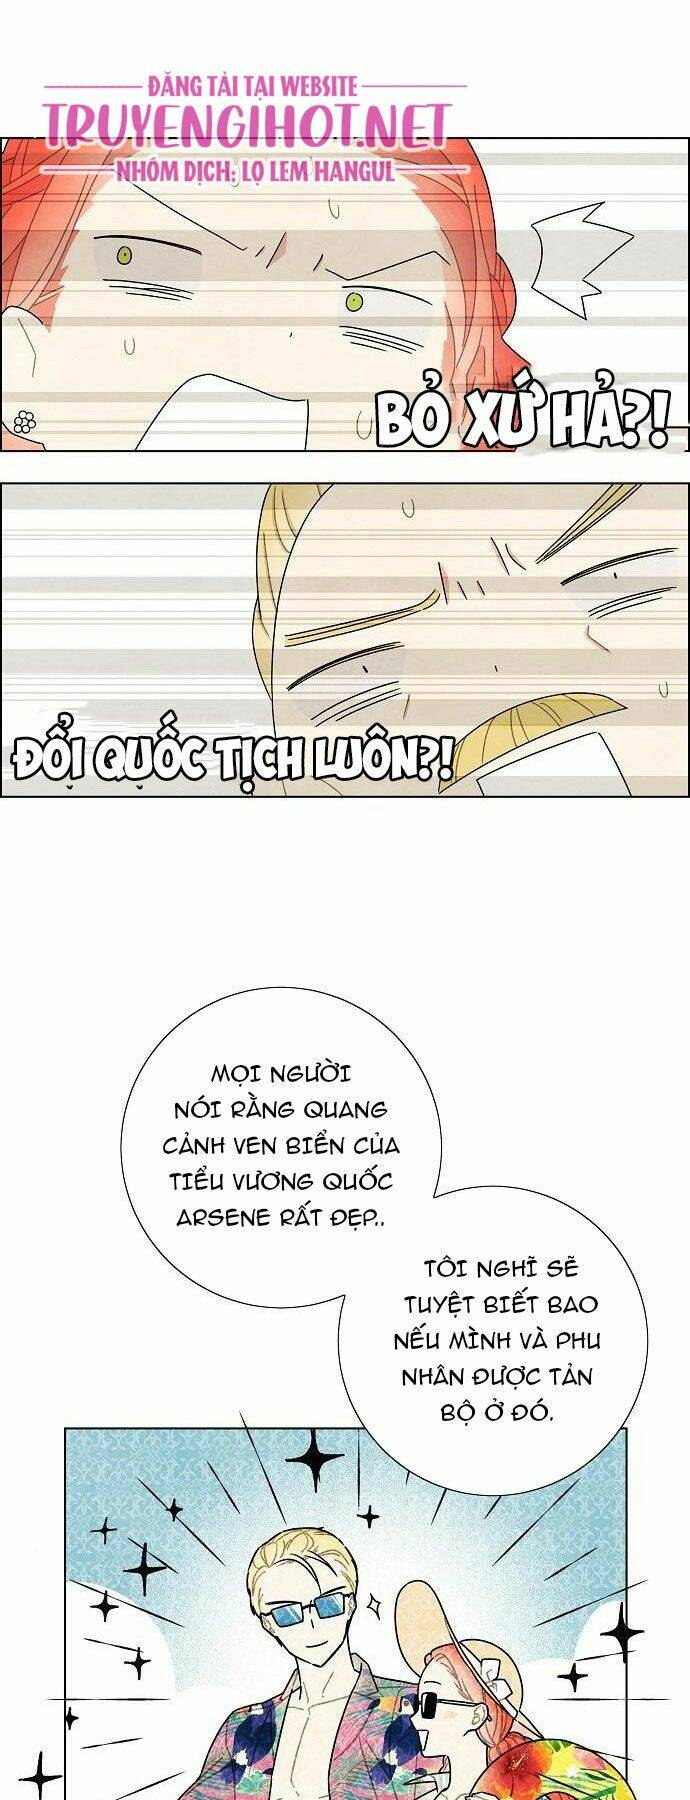 ĐĂNG TẢI TẠI WEBSITE
TRUYENGIHOT.NET
NHÓM DỊCH: LỌ LEM HANGUL
BỎ XỨ HẢ?!
ĐỔI QUỐC TỊCH LUÔN?!
MỌI NGƯỜI
NÓI RẰNG QUANG
CẢNH VEN BIỂN CỦA
TIỂU VƯƠNG QUỐC
ARSENE RẤT ĐẸP..
TÔI NGHĨ SẼ
TUYỆT BIẾT BAO
NẾU MÌNH VÀ PHU
NHÂN ĐƯỢC TẢN
BỘ Ở ĐÓ.